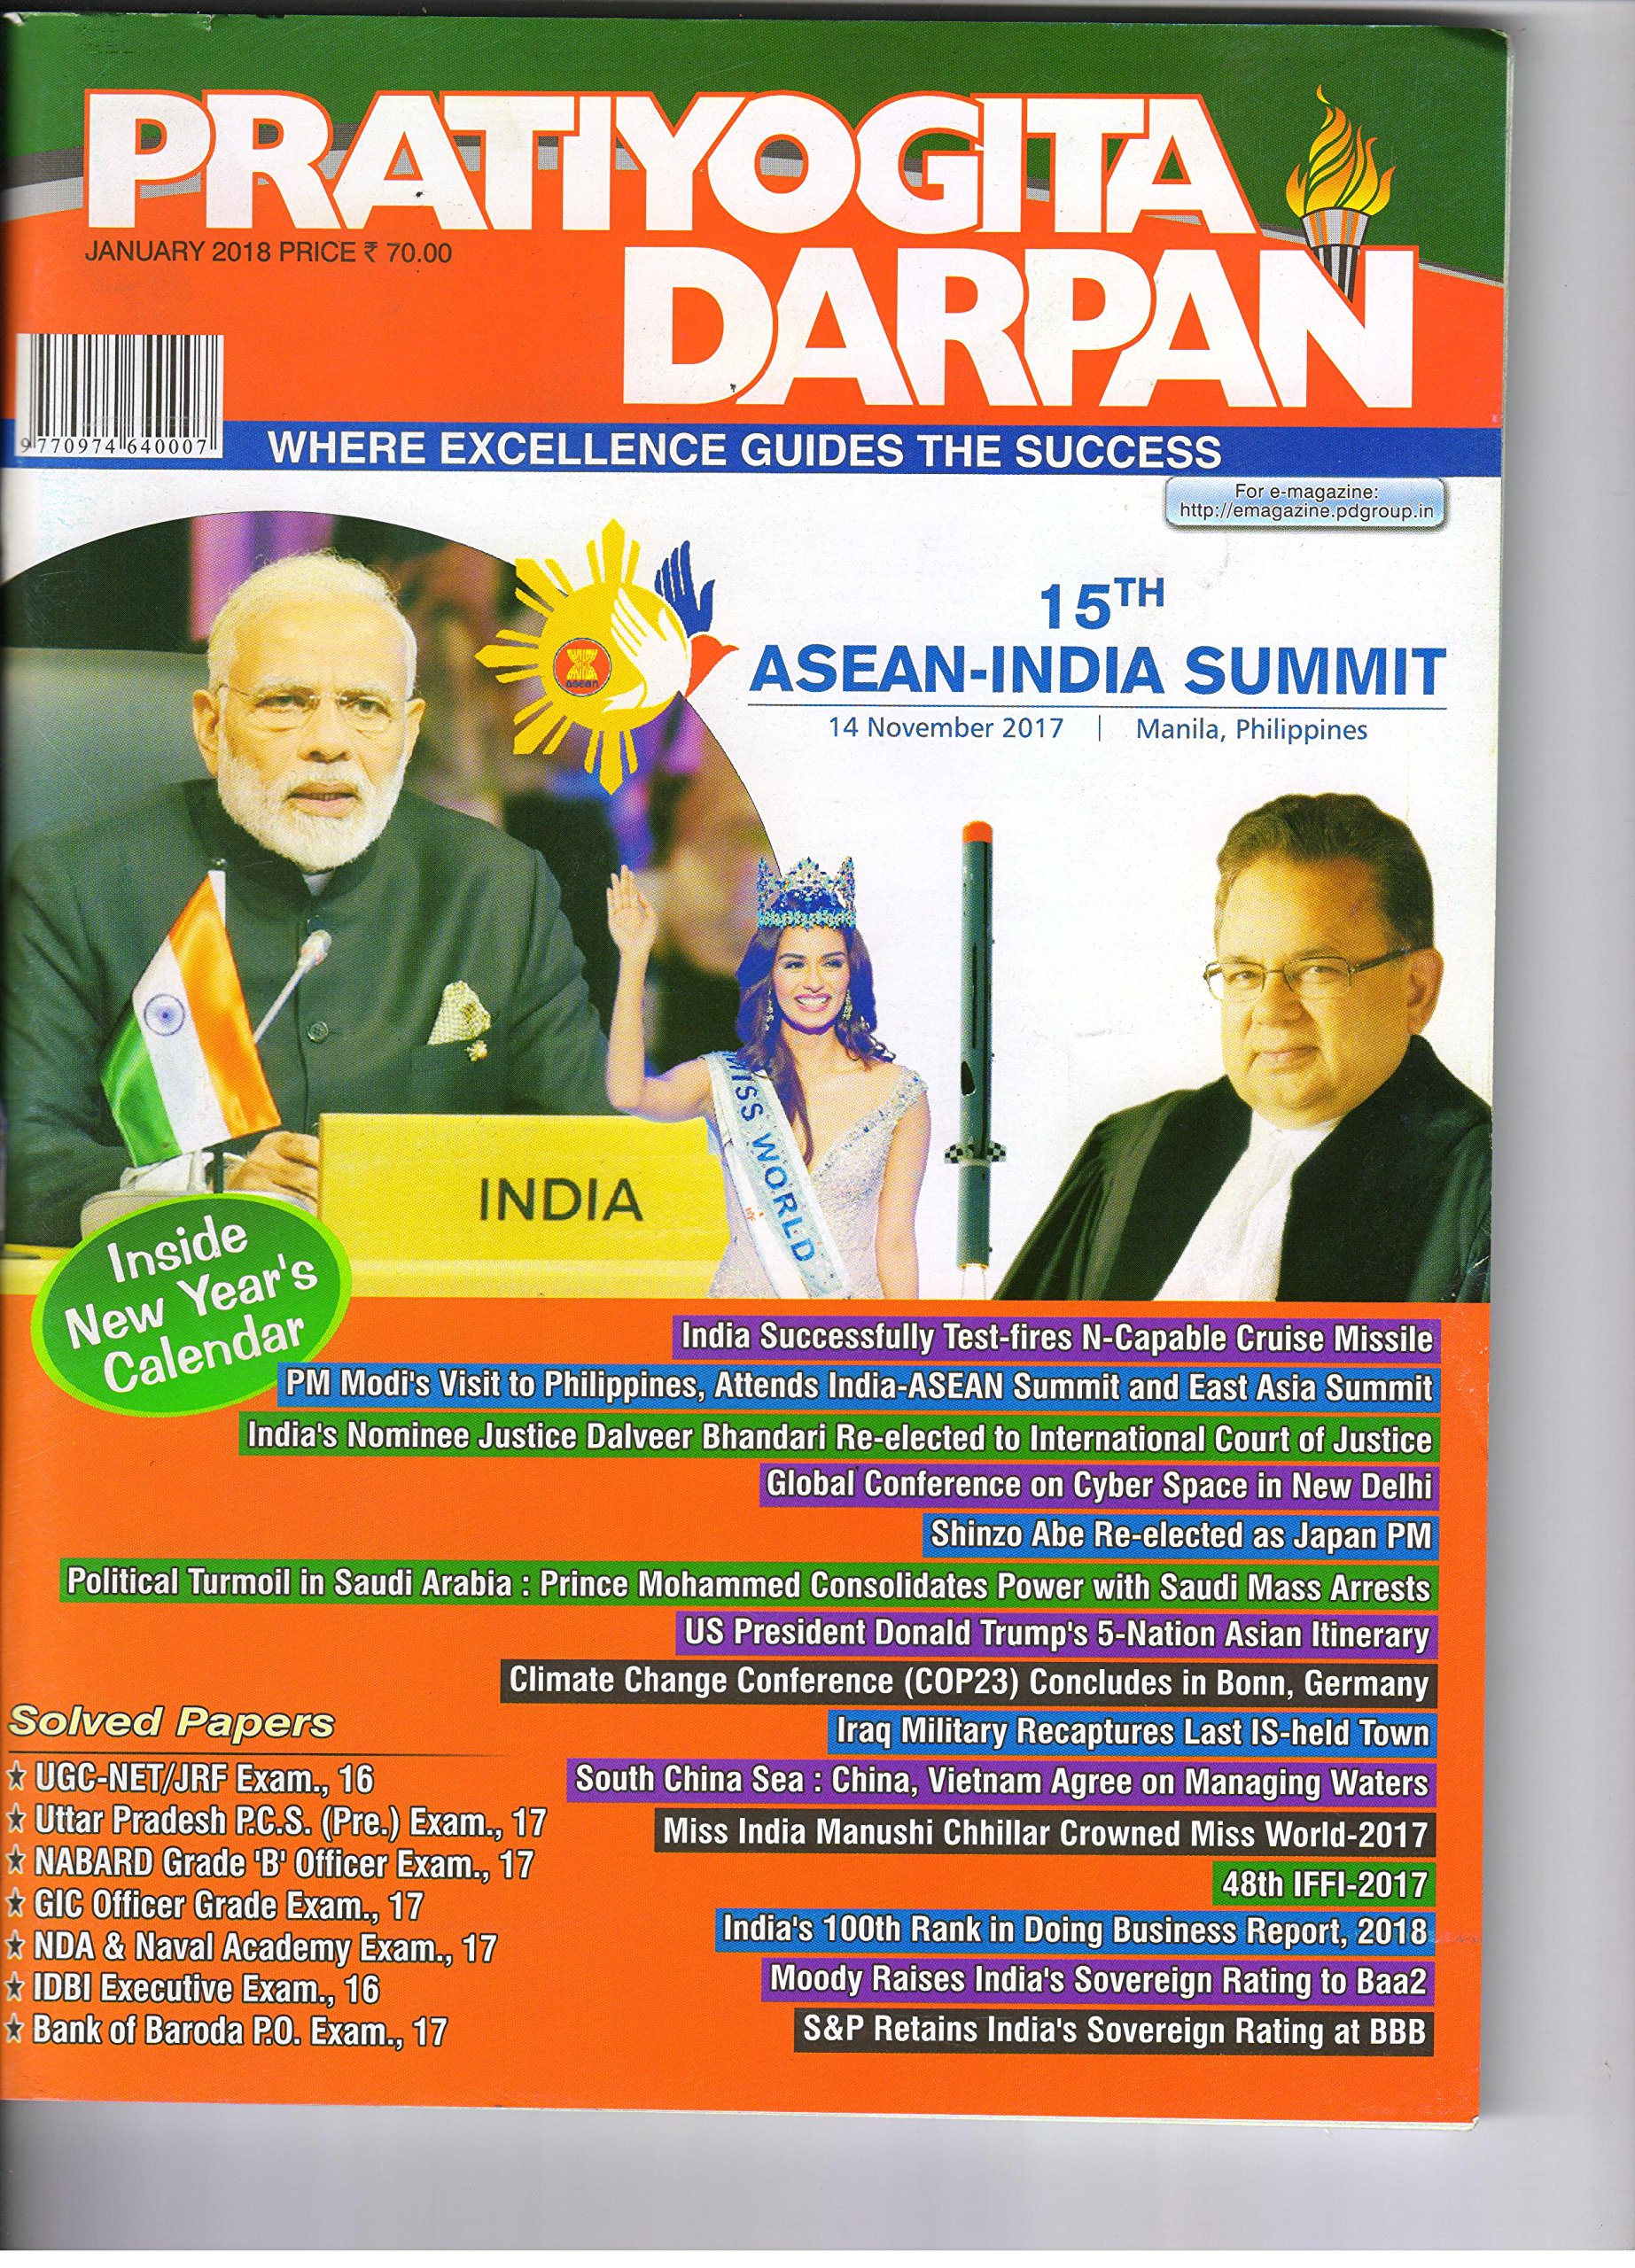 PRATIYOGITA
DARPAN
JANUARY 2018 PRICE ₹ 70.00
9 770974 640007
WHERE EXCELLENCE GUIDES THE SUCCESS
For e-magazine:
http://emagazine.pdgroup.in
15TH
ASEAN-INDIA SUMMIT
14 November 2017 | Manila, Philippines
asean
MISS WORLD
INDIA
Inside
New Year's
Calendar
India Successfully Test-fires N-Capable Cruise Missile
PM Modi's Visit to Philippines, Attends India-ASEAN Summit and East Asia Summit
India's Nominee Justice Dalveer Bhandari Re-elected to International Court of Justice
Global Conference on Cyber Space in New Delhi
Shinzo Abe Re-elected as Japan PM
Political Turmoil in Saudi Arabia : Prince Mohammed Consolidates Power with Saudi Mass Arrests
US President Donald Trump's 5-Nation Asian Itinerary
Climate Change Conference (COP23) Concludes in Bonn, Germany
Iraq Military Recaptures Last IS-held Town
South China Sea : China, Vietnam Agree on Managing Waters
Miss India Manushi Chhillar Crowned Miss World-2017
48th IFFI-2017
India's 100th Rank in Doing Business Report, 2018
Moody Raises India's Sovereign Rating to Baa2
S&P Retains India's Sovereign Rating at BBB
Solved Papers
★ UGC-NET/JRF Exam., 16
★ Uttar Pradesh P.C.S. (Pre.) Exam., 17
★ NABARD Grade 'B' Officer Exam., 17
★ GIC Officer Grade Exam., 17
★ NDA & Naval Academy Exam., 17
★ IDBI Executive Exam., 16
★ Bank of Baroda P.O. Exam., 17